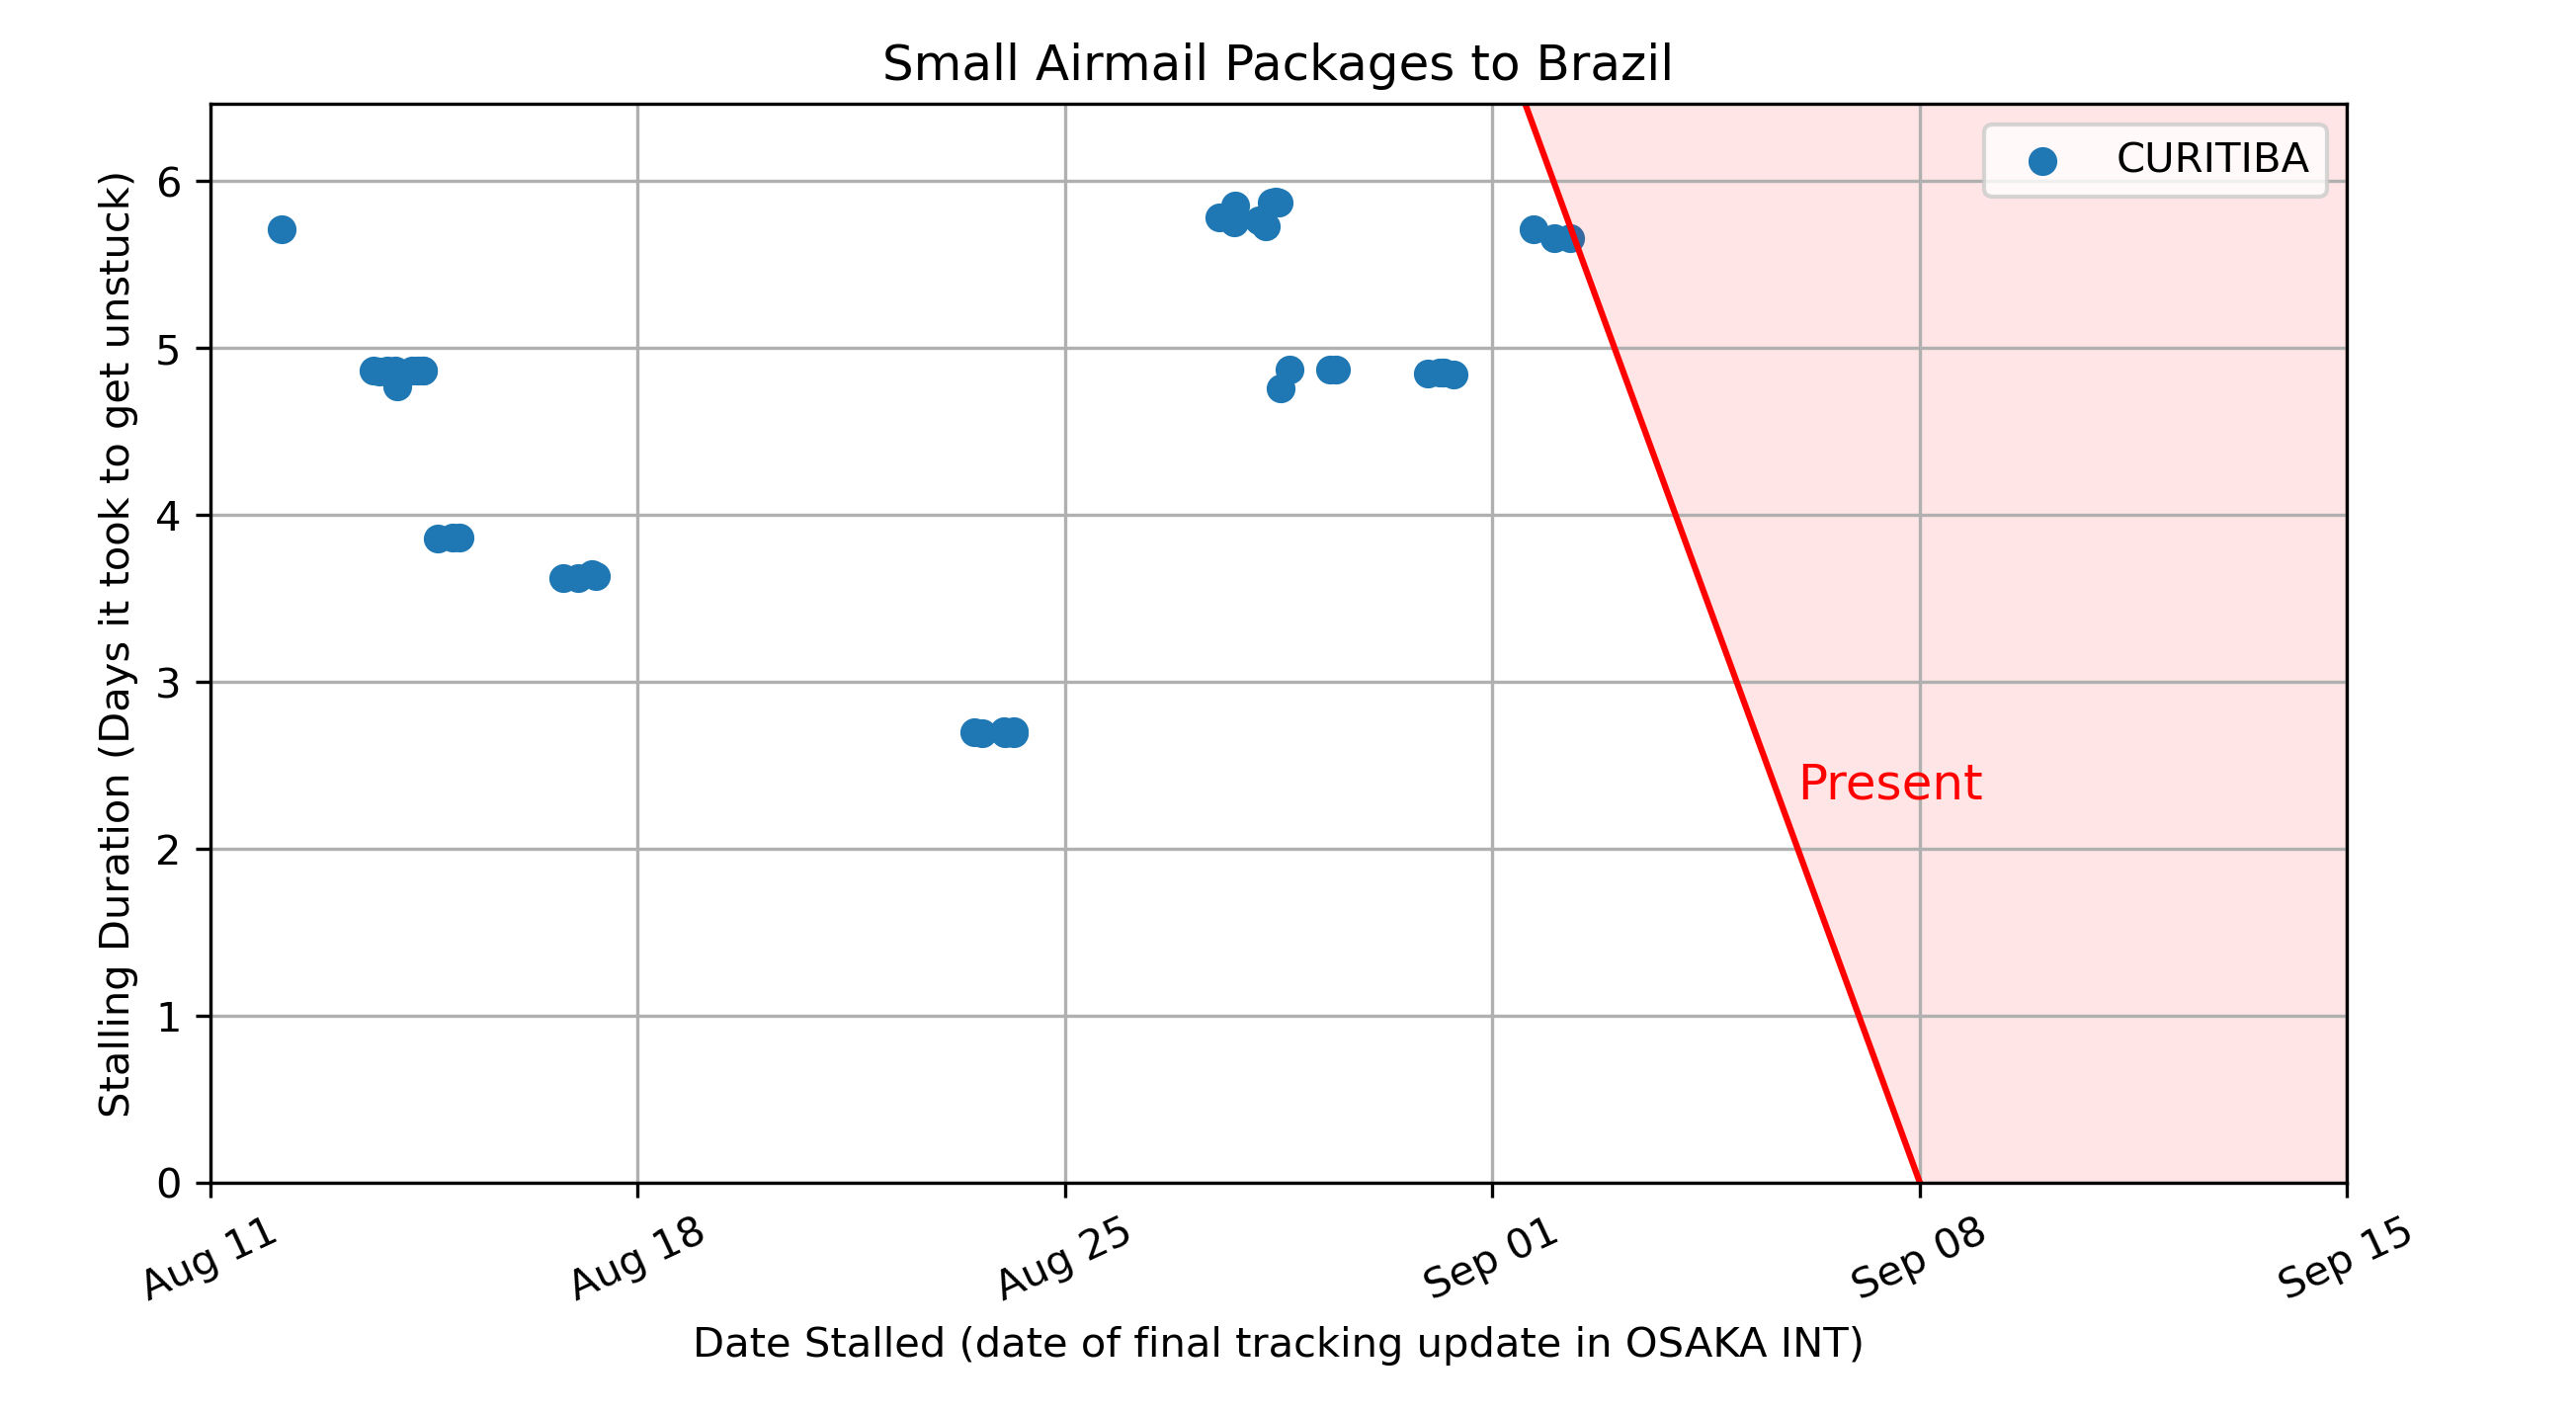 Small Airmail Packages to Brazil
Stalling Duration (Days it took to get unstuck)
6
5
4
3
2
1
0
CURITIBA
Present
Aug 11
Aug 18
Aug 25
Sep 01
Sep 08
Sep 15
Date Stalled (date of final tracking update in OSAKA INT)